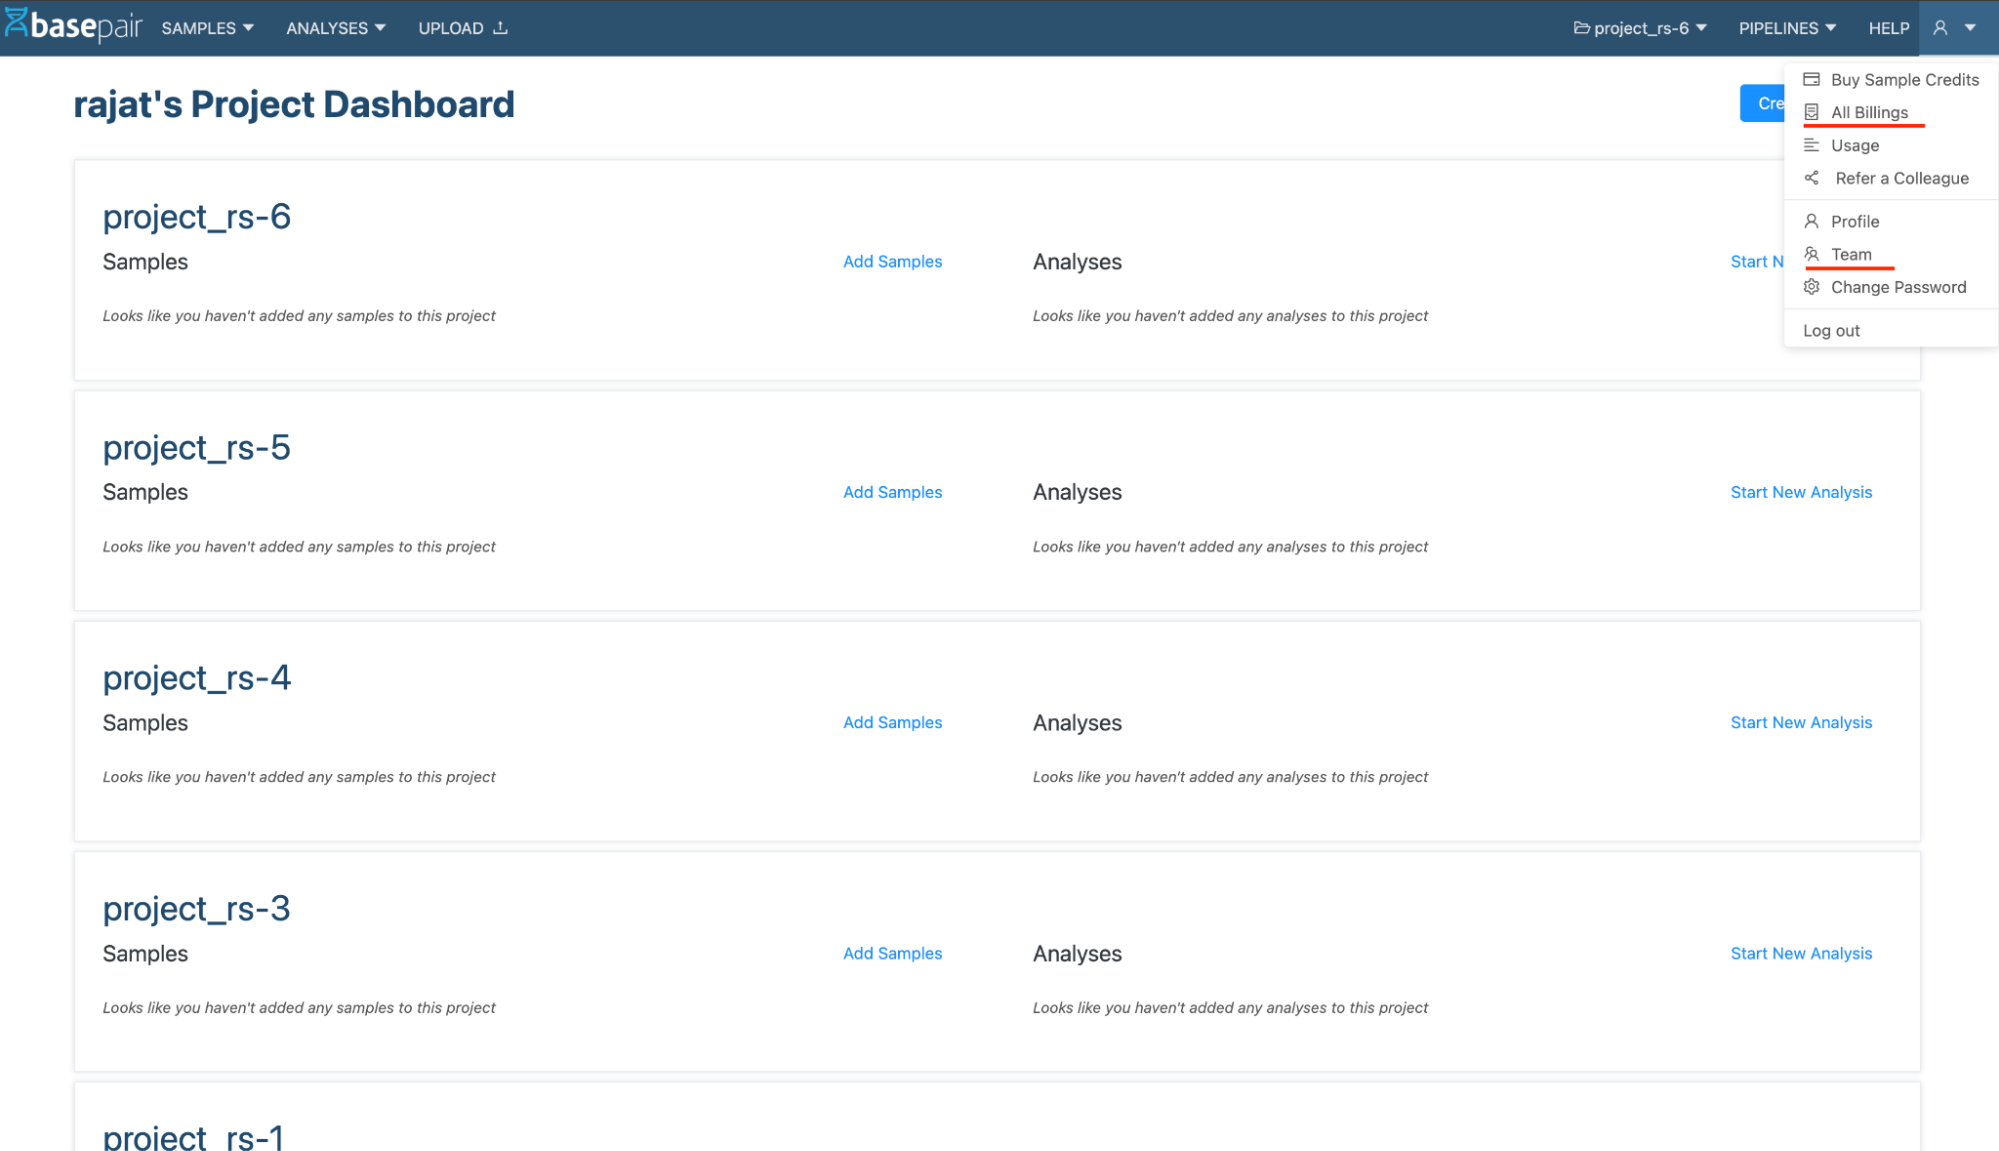 basepair SAMPLES ANALYSES UPLOAD project_rs-6 PIPELINES HELP
Buy Sample Credits
All Billings
Usage
Refer a Colleague
Profile
Team
Change Password
Log out
rajat's Project Dashboard
Cre
project_rs-6
Samples Add Samples Analyses Start N
Looks like you haven't added any samples to this project Looks like you haven't added any analyses to this project
project_rs-5
Samples Add Samples Analyses Start New Analysis
Looks like you haven't added any samples to this project Looks like you haven't added any analyses to this project
project_rs-4
Samples Add Samples Analyses Start New Analysis
Looks like you haven't added any samples to this project Looks like you haven't added any analyses to this project
project_rs-3
Samples Add Samples Analyses Start New Analysis
Looks like you haven't added any samples to this project Looks like you haven't added any analyses to this project
project_rs-1